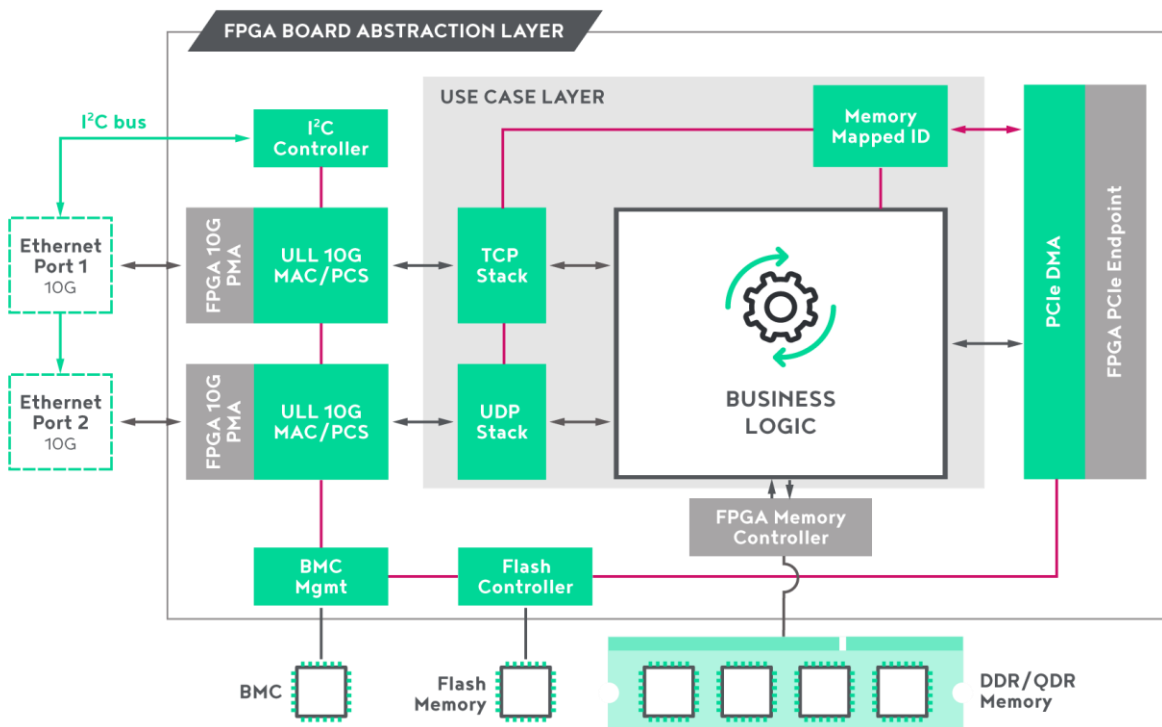 FPGA BOARD ABSTRACTION LAYER
USE CASE LAYER
I²C bus
I²C
Controller
Memory
Mapped ID
Ethernet
Port 1
10G
FPGA 10G
PMA
ULL 10G
MAC/PCS
TCP
Stack
PCIe DMA
FPGA PCIe Endpoint
Ethernet
Port 2
10G
FPGA 10G
PMA
ULL 10G
MAC/PCS
UDP
Stack
BUSINESS
LOGIC
FPGA Memory
Controller
BMC
Mgmt
Flash
Controller
BMC
Flash
Memory
DDR/QDR
Memory